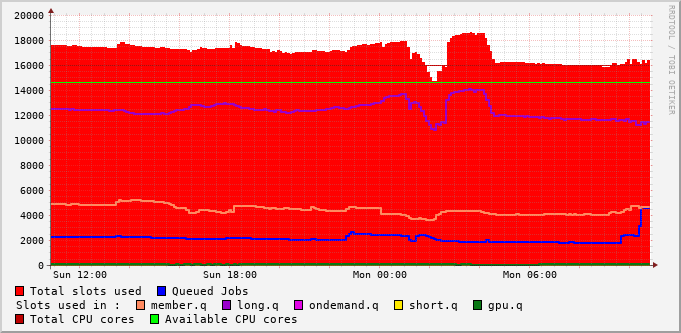 20000
18000
16000
14000
12000
10000
8000
6000
4000
2000
0
Sun 12:00 Sun 18:00 Mon 00:00 Mon 06:00
Total slots used Queued Jobs
Slots used in : member.q long.q ondemand.q short.q gpu.q
Total CPU cores Available CPU cores
RRDTOOL / TOBI OETIKER